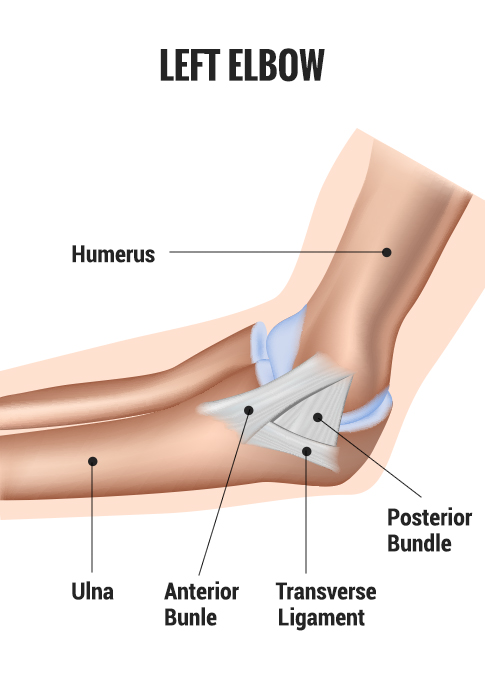 LEFT ELBOW
Humerus
Posterior
Bundle
Ulna
Anterior
Bunle
Transverse
Ligament